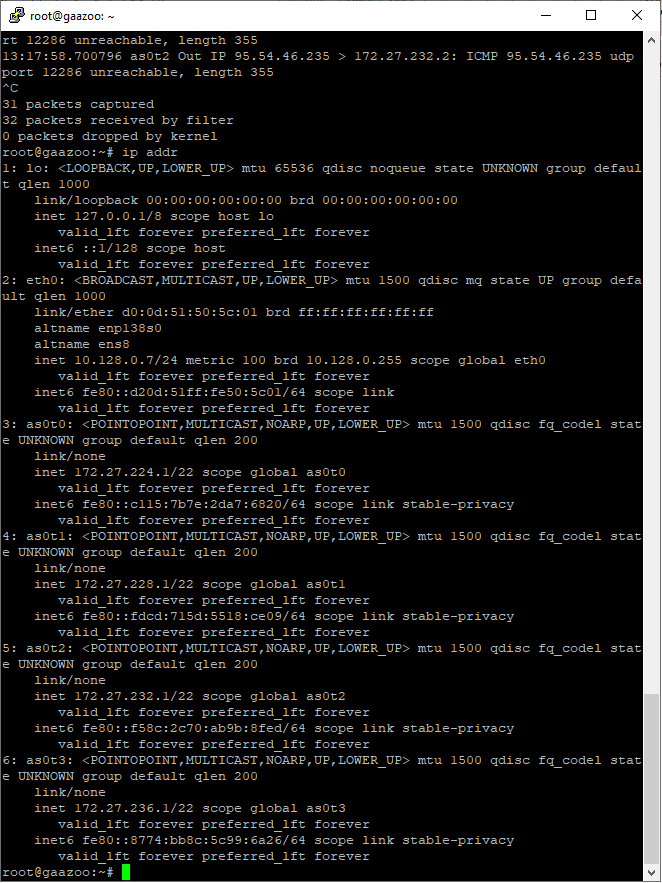 root@gaazoo: ~
rt 12286 unreachable, length 355
13:17:58.700796 as0t2 Out IP 95.54.46.235 > 172.27.232.2: ICMP 95.54.46.235 udp
port 12286 unreachable, length 355
^C
31 packets captured
32 packets received by filter
0 packets dropped by kernel
root@gaazoo:~# ip addr
1: lo: <LOOPBACK,UP,LOWER_UP> mtu 65536 qdisc noqueue state UNKNOWN group defaul
t qlen 1000
    link/loopback 00:00:00:00:00:00 brd 00:00:00:00:00:00
    inet 127.0.0.1/8 scope host lo
       valid_lft forever preferred_lft forever
    inet6 ::1/128 scope host
       valid_lft forever preferred_lft forever
2: eth0: <BROADCAST,MULTICAST,UP,LOWER_UP> mtu 1500 qdisc mq state UP group defa
ult qlen 1000
    link/ether d0:0d:51:50:5c:01 brd ff:ff:ff:ff:ff:ff
    altname enp138s0
    altname ens8
    inet 10.128.0.7/24 metric 100 brd 10.128.0.255 scope global eth0
       valid_lft forever preferred_lft forever
    inet6 fe80::d20d:51ff:fe50:5c01/64 scope link
       valid_lft forever preferred_lft forever
3: as0t0: <POINTOPOINT,MULTICAST,NOARP,UP,LOWER_UP> mtu 1500 qdisc fq_codel stat
e UNKNOWN group default qlen 200
    link/none
    inet 172.27.224.1/22 scope global as0t0
       valid_lft forever preferred_lft forever
    inet6 fe80::c115:7b7e:2da7:6820/64 scope link stable-privacy
       valid_lft forever preferred_lft forever
4: as0t1: <POINTOPOINT,MULTICAST,NOARP,UP,LOWER_UP> mtu 1500 qdisc fq_codel stat
e UNKNOWN group default qlen 200
    link/none
    inet 172.27.228.1/22 scope global as0t1
       valid_lft forever preferred_lft forever
    inet6 fe80::fdcd:715d:5518:ce09/64 scope link stable-privacy
       valid_lft forever preferred_lft forever
5: as0t2: <POINTOPOINT,MULTICAST,NOARP,UP,LOWER_UP> mtu 1500 qdisc fq_codel stat
e UNKNOWN group default qlen 200
    link/none
    inet 172.27.232.1/22 scope global as0t2
       valid_lft forever preferred_lft forever
    inet6 fe80::f58c:2c70:ab9b:8fed/64 scope link stable-privacy
       valid_lft forever preferred_lft forever
6: as0t3: <POINTOPOINT,MULTICAST,NOARP,UP,LOWER_UP> mtu 1500 qdisc fq_codel stat
e UNKNOWN group default qlen 200
    link/none
    inet 172.27.236.1/22 scope global as0t3
       valid_lft forever preferred_lft forever
    inet6 fe80::8774:bb8c:5c99:6a26/64 scope link stable-privacy
       valid_lft forever preferred_lft forever
root@gaazoo:~#